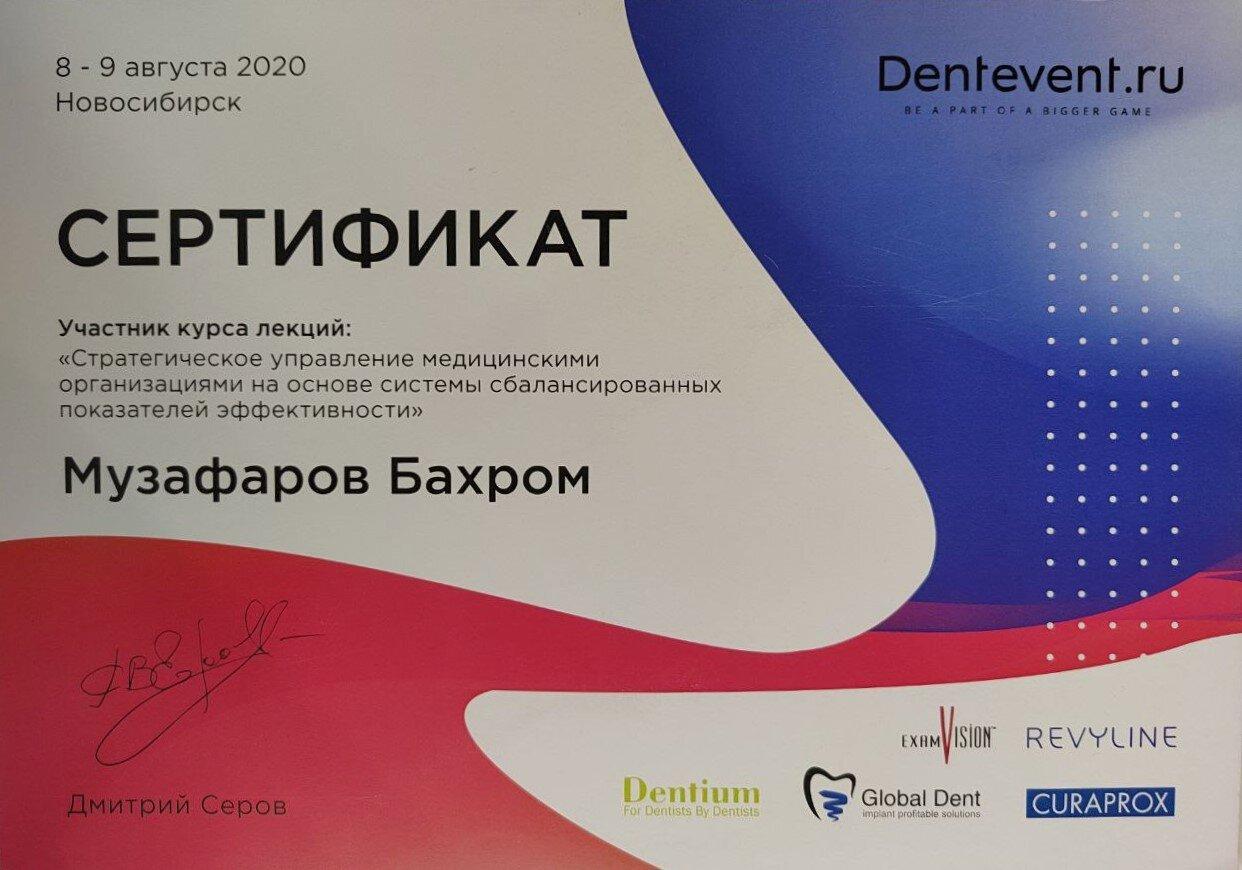 8 - 9 августа 2020
Новосибирск
Dentevent.ru
BE A PART OF A BIGGER GAME
СЕРТИФИКАТ
Участник курса лекций:
«Стратегическое управление медицинскими
организациями на основе системы сбалансированных
показателей эффективности»
Музафаров Бахром
Дмитрий Серов
EXAMVISION™
REVYLINE
Dentium
For Dentists By Dentists
Global Dent
implant profitable solutions
CURAPROX